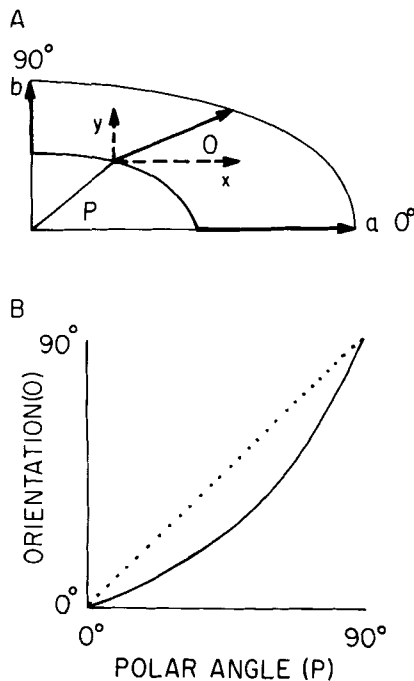 A
90°
b
y
O
x
P
a 0°
B
90°
ORIENTATION(O)
0°
0°
90°
POLAR ANGLE (P)